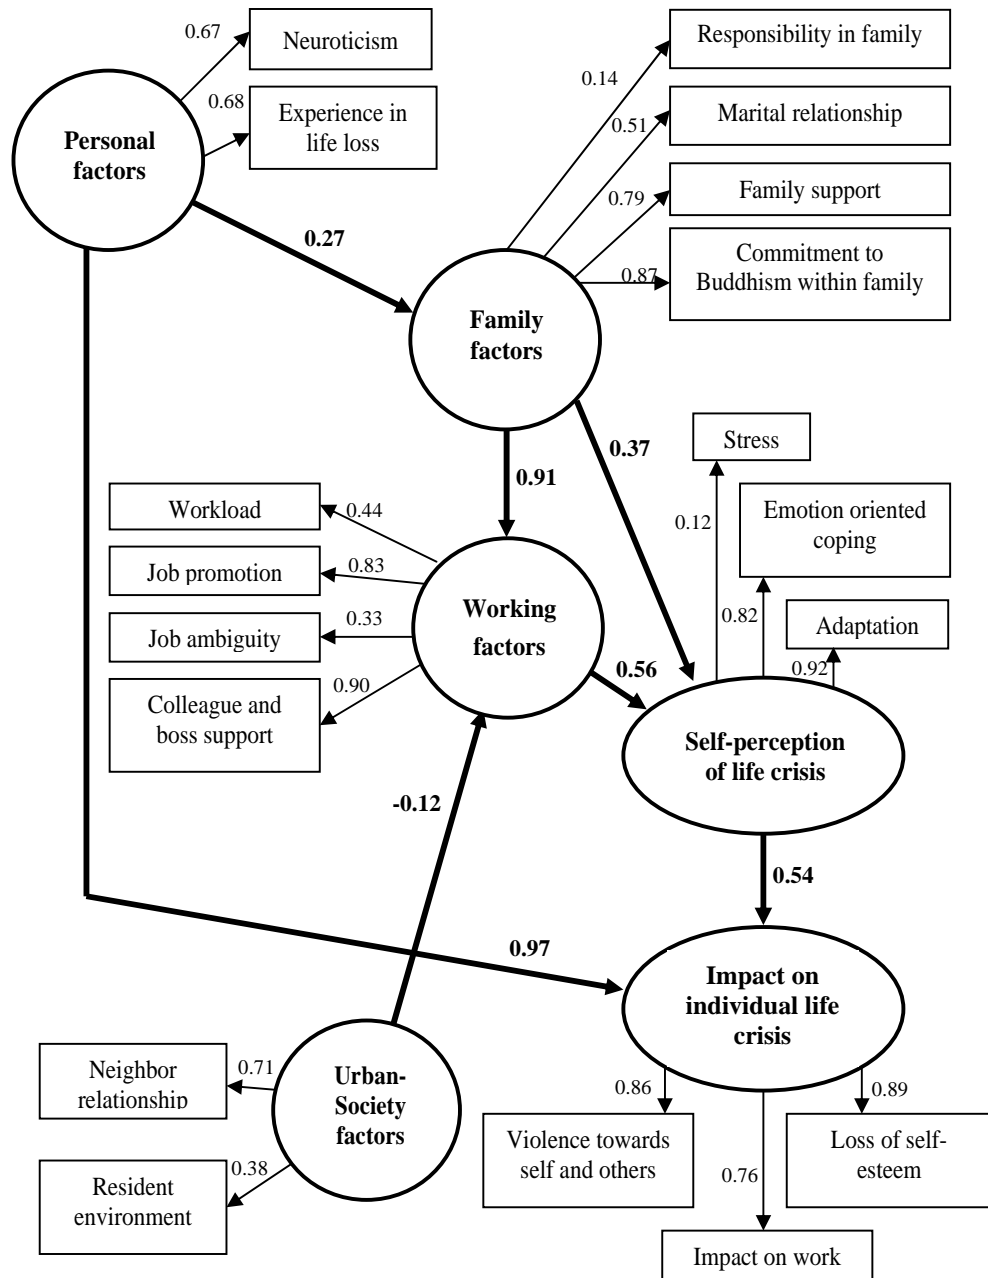 0.67
Neuroticism
0.68
Experience in
life loss
Personal
factors
Responsibility in family
0.14
Marital relationship
0.51
Family support
0.79
Commitment to
Buddhism within family
0.87
0.27
Family
factors
0.37
0.91
Stress
0.12
Emotion oriented
coping
0.82
Adaptation
0.92
Workload
0.44
Job promotion
0.83
Job ambiguity
0.33
Colleague and
boss support
0.90
Working
factors
0.56
Self-perception
of life crisis
-0.12
0.54
0.97
Impact on
individual life
crisis
Neighbor
relationship
0.71
Urban-
Society
factors
Resident
environment
0.38
0.86
0.89
Violence towards
self and others
0.76
Loss of self-
esteem
Impact on work